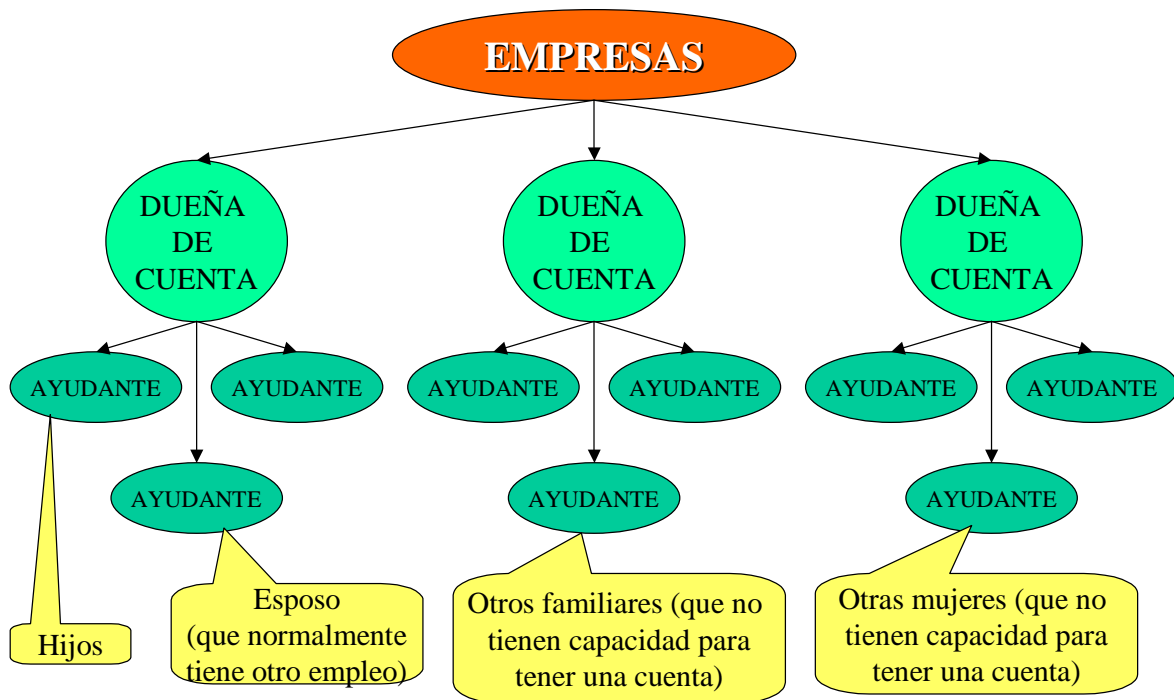 EMPRESAS
DUEÑA
DE
CUENTA
DUEÑA
DE
CUENTA
DUEÑA
DE
CUENTA
AYUDANTE
AYUDANTE
AYUDANTE
AYUDANTE
AYUDANTE
AYUDANTE
AYUDANTE
AYUDANTE
AYUDANTE
Hijos
Esposo
(que normalmente
tiene otro empleo)
Otros familiares (que no
tienen capacidad para
tener una cuenta)
Otras mujeres (que no
tienen capacidad para
tener una cuenta)